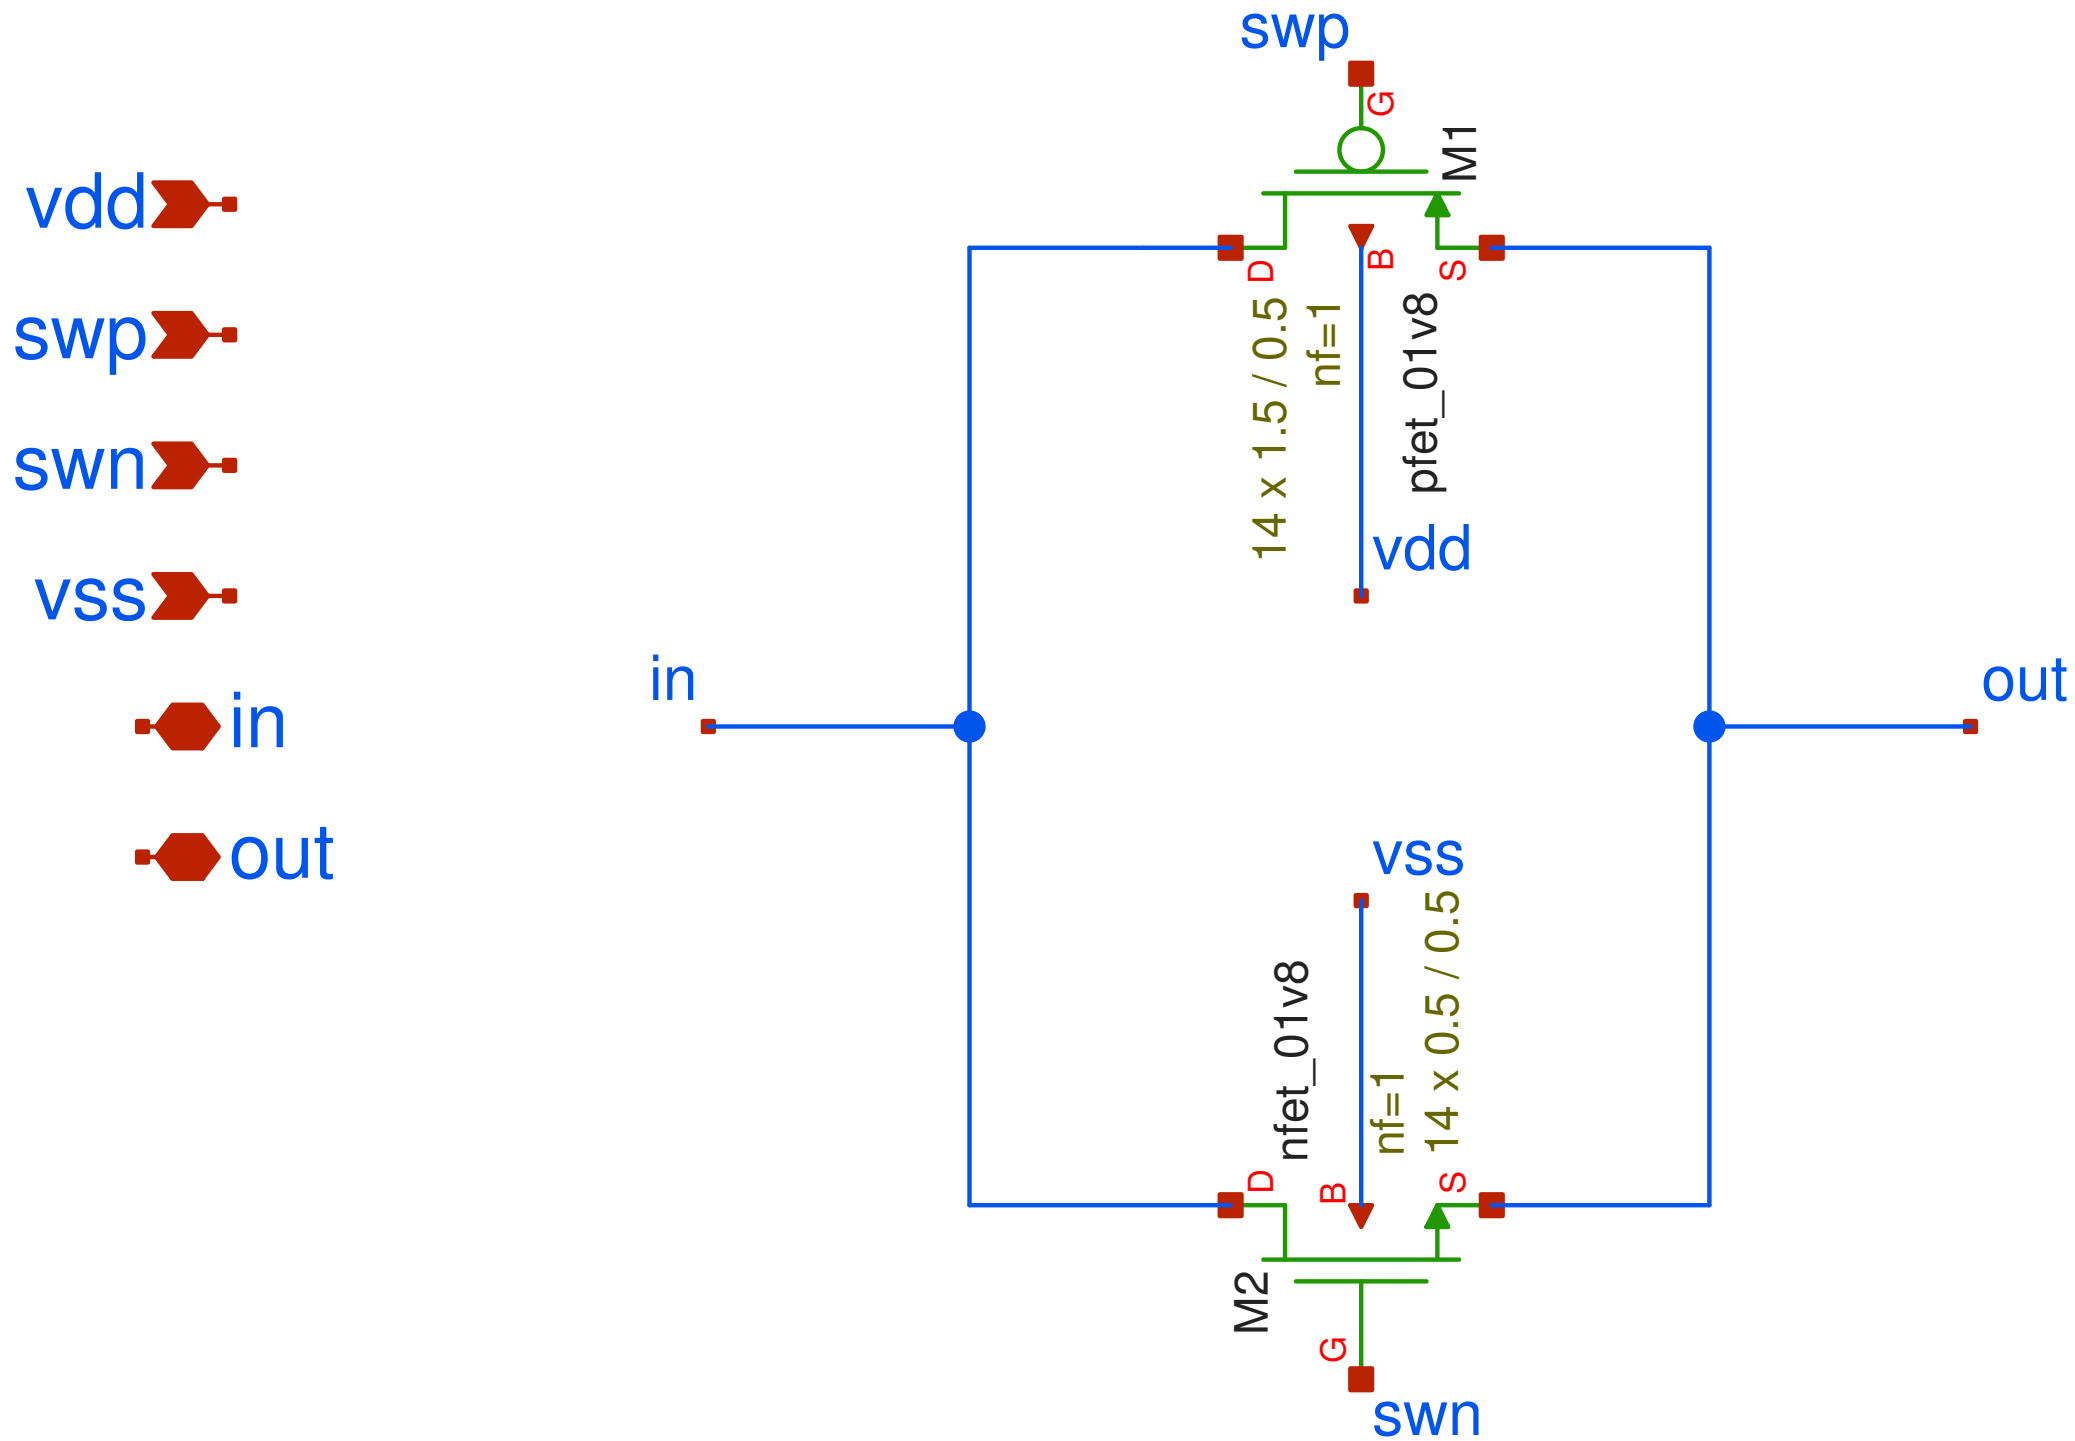 vdd
swp
swn
vss
in
out
swp
G
M1
D
B
S
14 x 1.5 / 0.5
nf=1
pfet_01v8
vdd
in
out
vss
nfet_01v8
nf=1
14 x 0.5 / 0.5
D
B
S
M2
G
swn